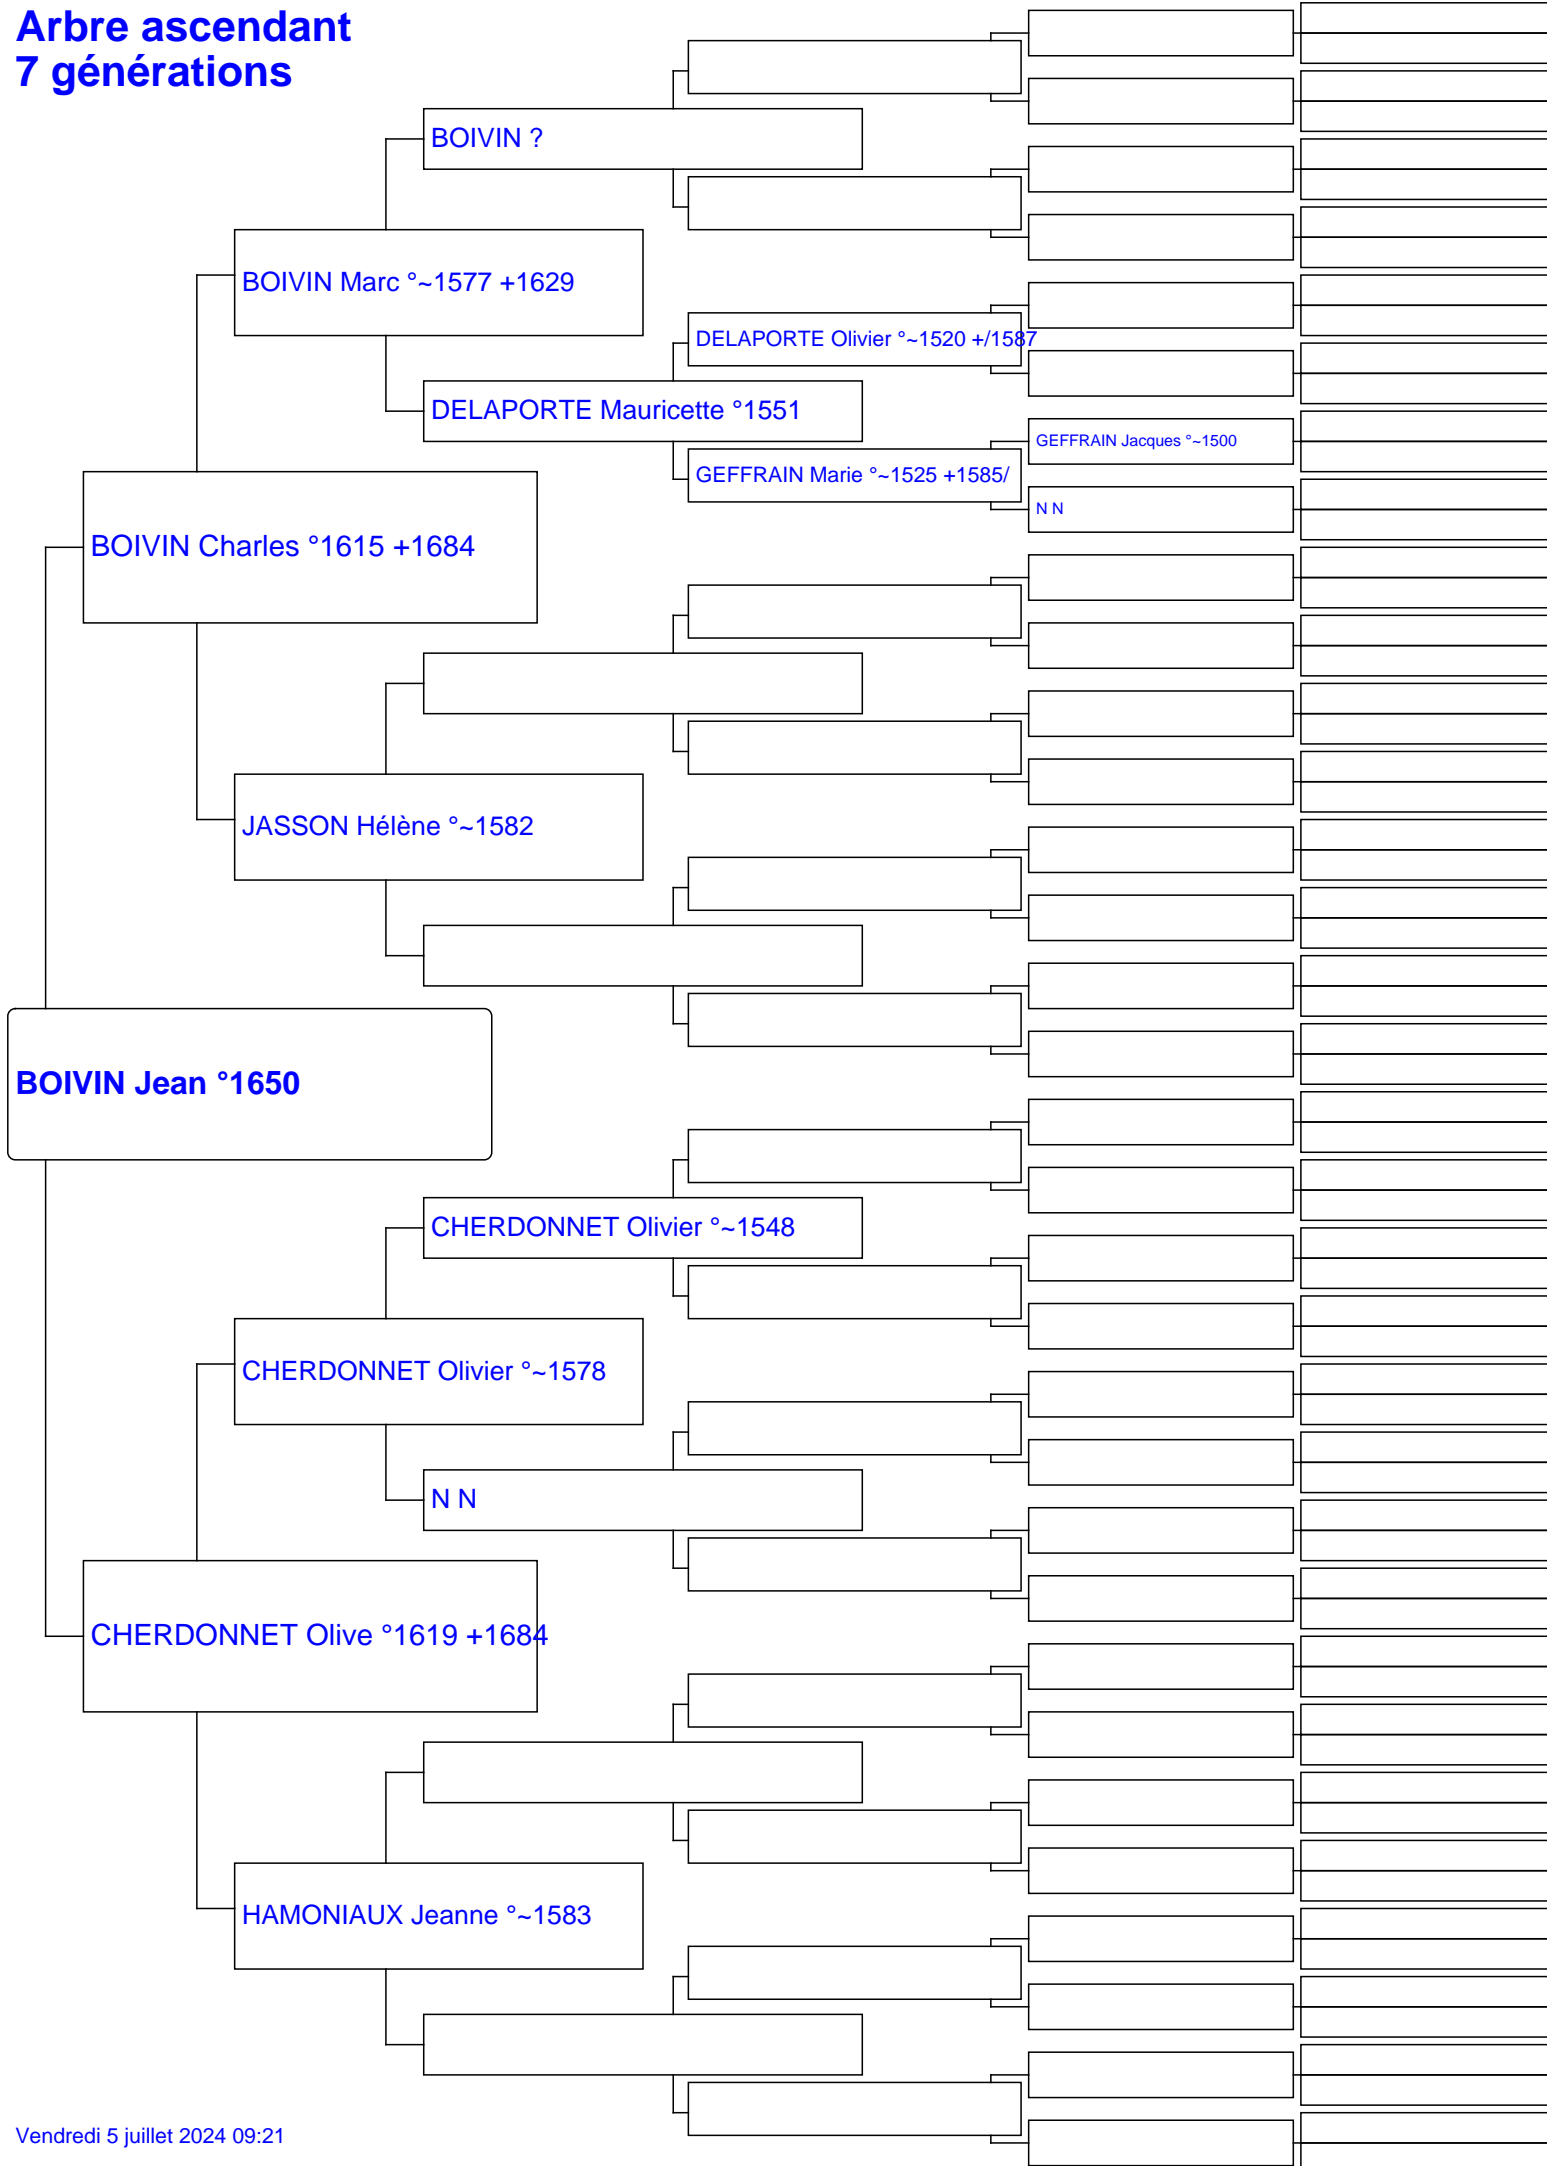 Arbre ascendant
7 générations
BOIVIN ?
BOIVIN Marc °~1577 +1629
DELAPORTE Olivier °~1520 +/1587
DELAPORTE Mauricette °1551
GEFFRAIN Jacques °~1500
GEFFRAIN Marie °~1525 +1585/
N N
BOIVIN Charles °1615 +1684
JASSON Hélène °~1582
BOIVIN Jean °1650
CHERDONNET Olivier °~1548
CHERDONNET Olivier °~1578
N N
CHERDONNET Olive °1619 +1684
HAMONIAUX Jeanne °~1583
Vendredi 5 juillet 2024 09:21